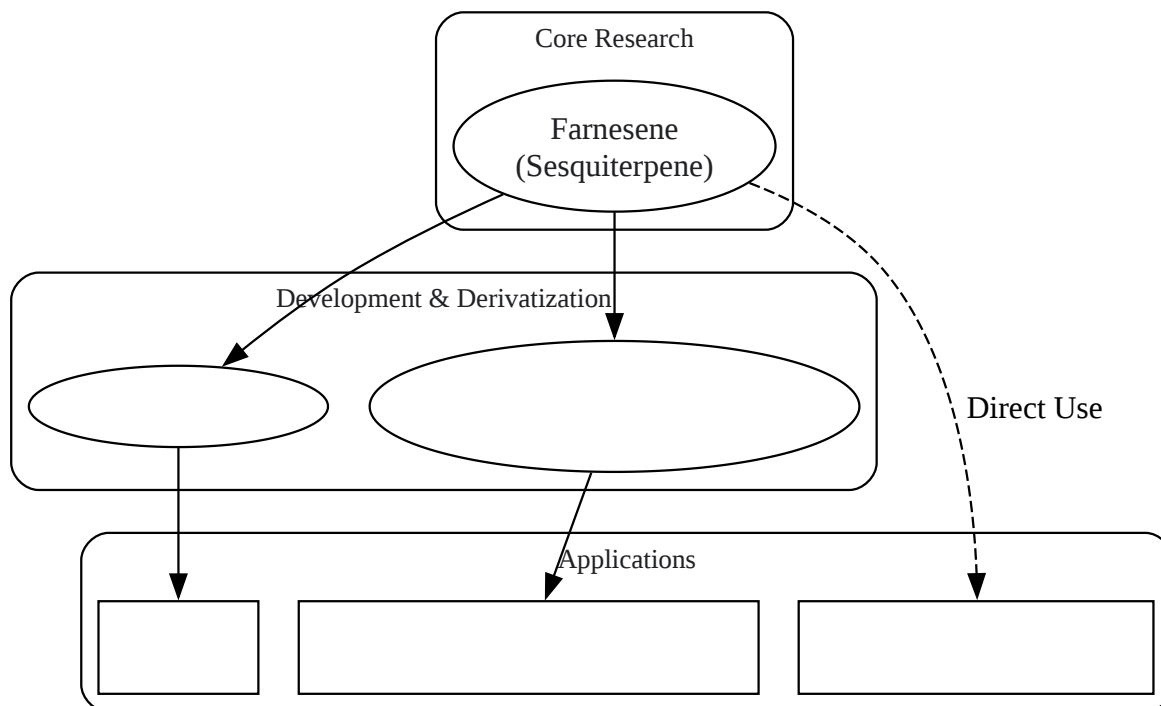 Core Research
Farnesene
(Sesquiterpene)
Development & Derivatization
Direct Use
Applications